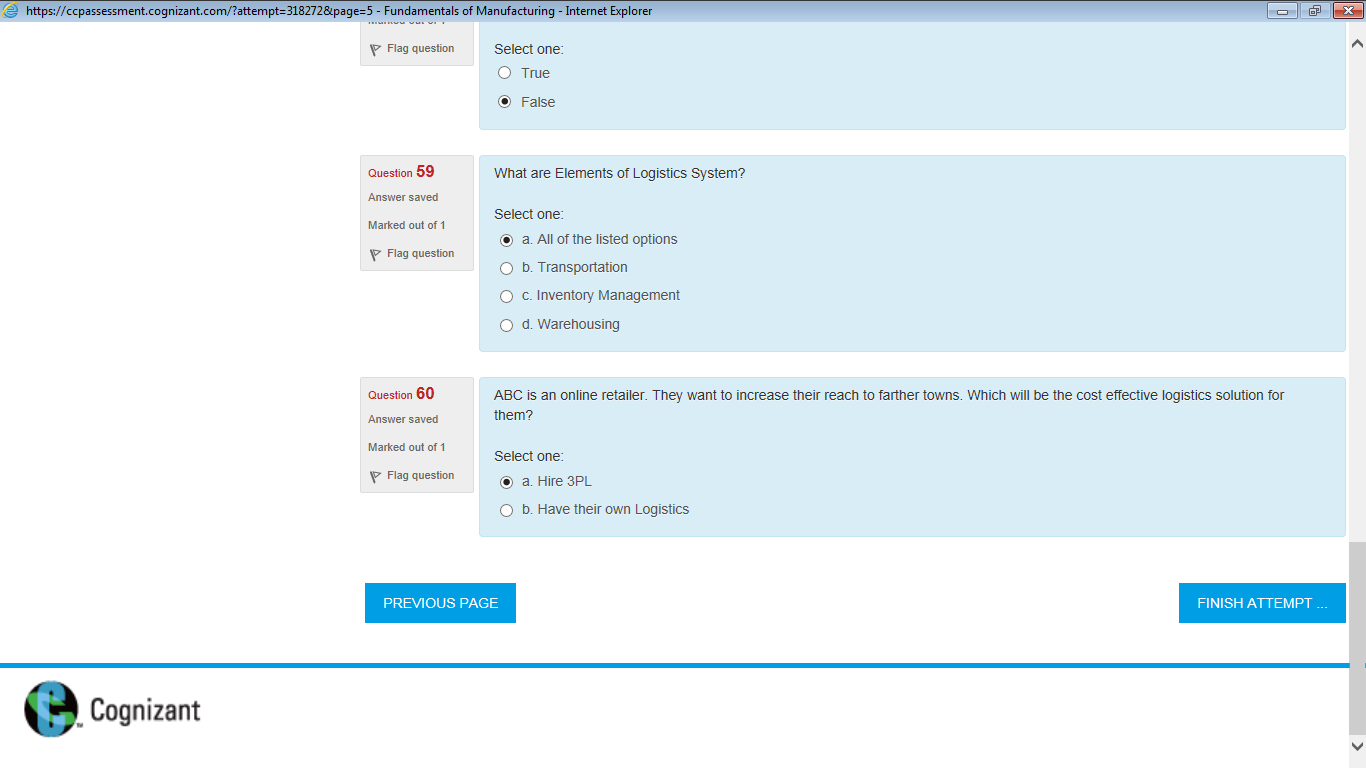 https://ccpassessment.cognizant.com/?attempt=318272&page=5 - Fundamentals of Manufacturing - Internet Explorer
Marked out of 1
Flag question
Select one:
True
False
Question 59
Answer saved
Marked out of 1
Flag question
What are Elements of Logistics System?
Select one:
a. All of the listed options
b. Transportation
c. Inventory Management
d. Warehousing
Question 60
Answer saved
Marked out of 1
Flag question
ABC is an online retailer. They want to increase their reach to farther towns. Which will be the cost effective logistics solution for
them?
Select one:
a. Hire 3PL
b. Have their own Logistics
PREVIOUS PAGE
FINISH ATTEMPT ...
Cognizant